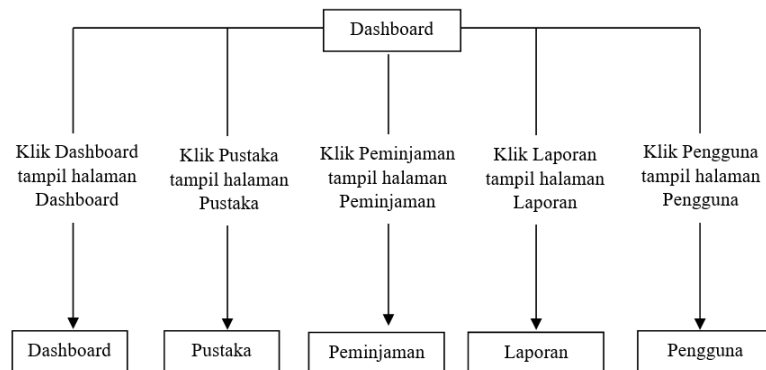 Dashboard
Klik Dashboard
tampil halaman
Dashboard
Klik Pustaka
tampil halaman
Pustaka
Klik Peminjaman
tampil halaman
Peminjaman
Klik Laporan
tampil halaman
Laporan
Klik Pengguna
tampil halaman
Pengguna
Dashboard
Pustaka
Peminjaman
Laporan
Pengguna